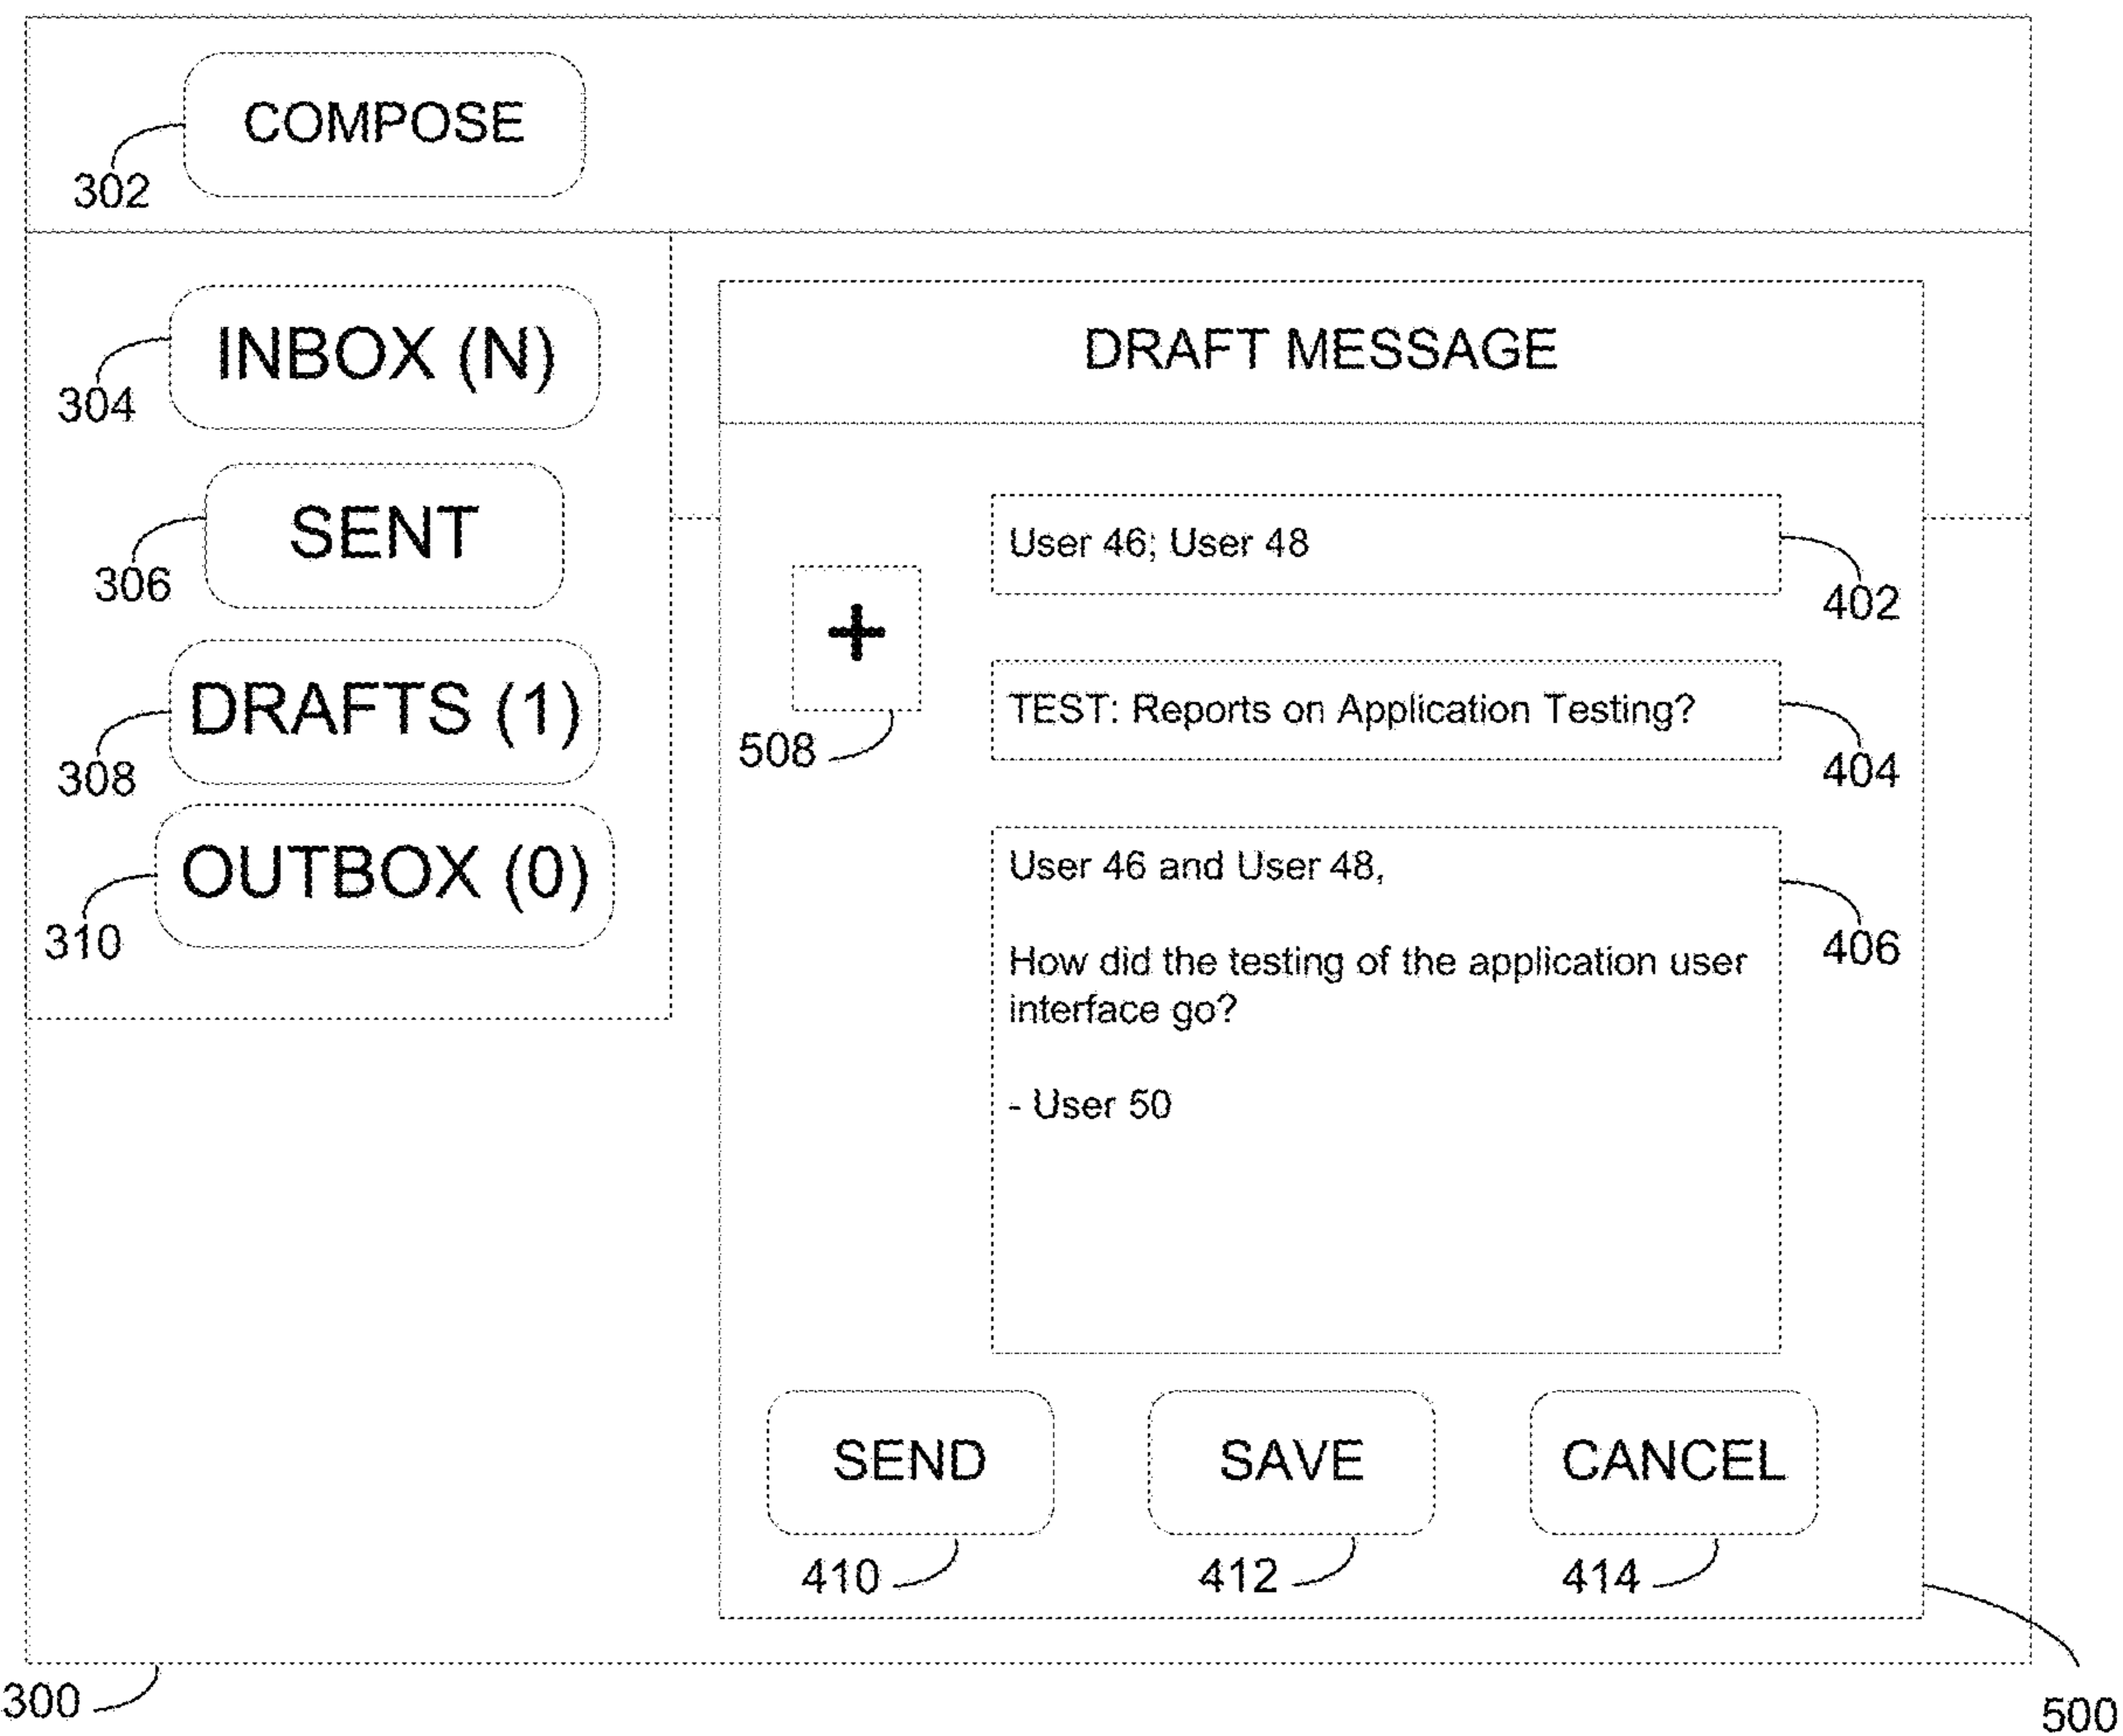 COMPOSE
302
INBOX (N)
304
SENT
306
DRAFTS (1)
308
OUTBOX (0)
310
DRAFT MESSAGE
User 46; User 48
402
+
508
TEST: Reports on Application Testing?
404
User 46 and User 48,
406
How did the testing of the application user
interface go?
- User 50
SEND
SAVE
CANCEL
410
412
414
300
500